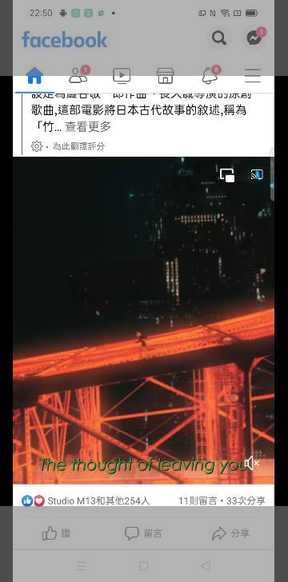 22:50
facebook
歌曲,這部電影將日本古代故事的敘述,稱為
「竹... 查看更多
· 為此翻譯評分
The thought of leaving you
Studio M13和其他254人
11則留言 · 33次分享
讚
留言
分享